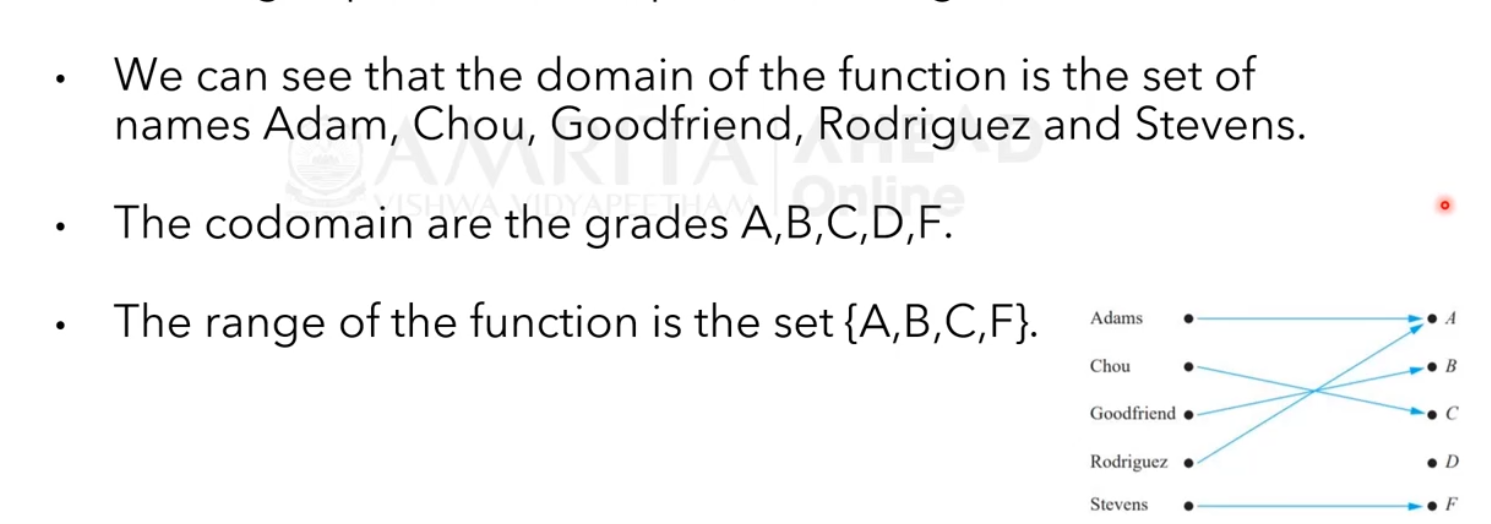 • We can see that the domain of the function is the set of
names Adam, Chou, Goodfriend, Rodriguez and Stevens.
AMRITA AHEAD
VISHWA VIDYAPEETHAM Online
• The codomain are the grades A,B,C,D,F.
• The range of the function is the set {A,B,C,F}.
Adams A
Chou B
Goodfriend C
Rodriguez D
Stevens F